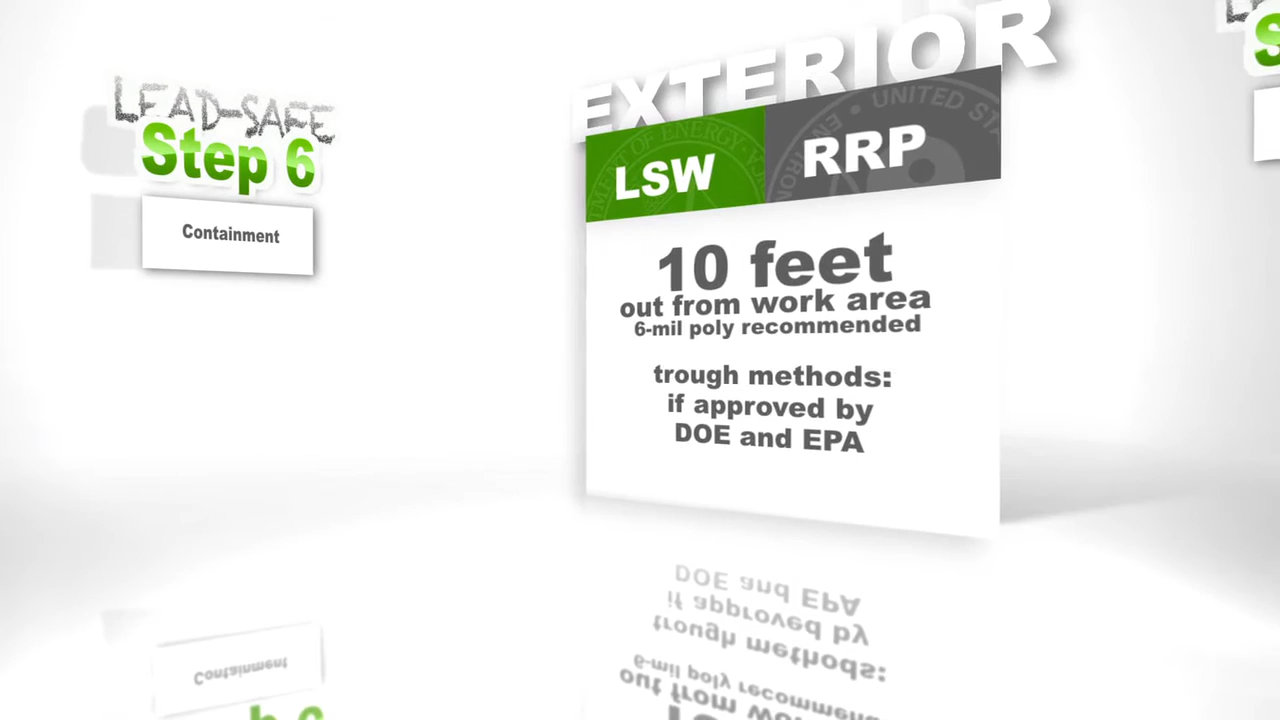 LEAD-SAFE
Step 6
Containment
EXTERIOR
LSW
RRP
UNITED
10 feet
out from work area
6-mil poly recommended
trough methods:
if approved by
DOE and EPA